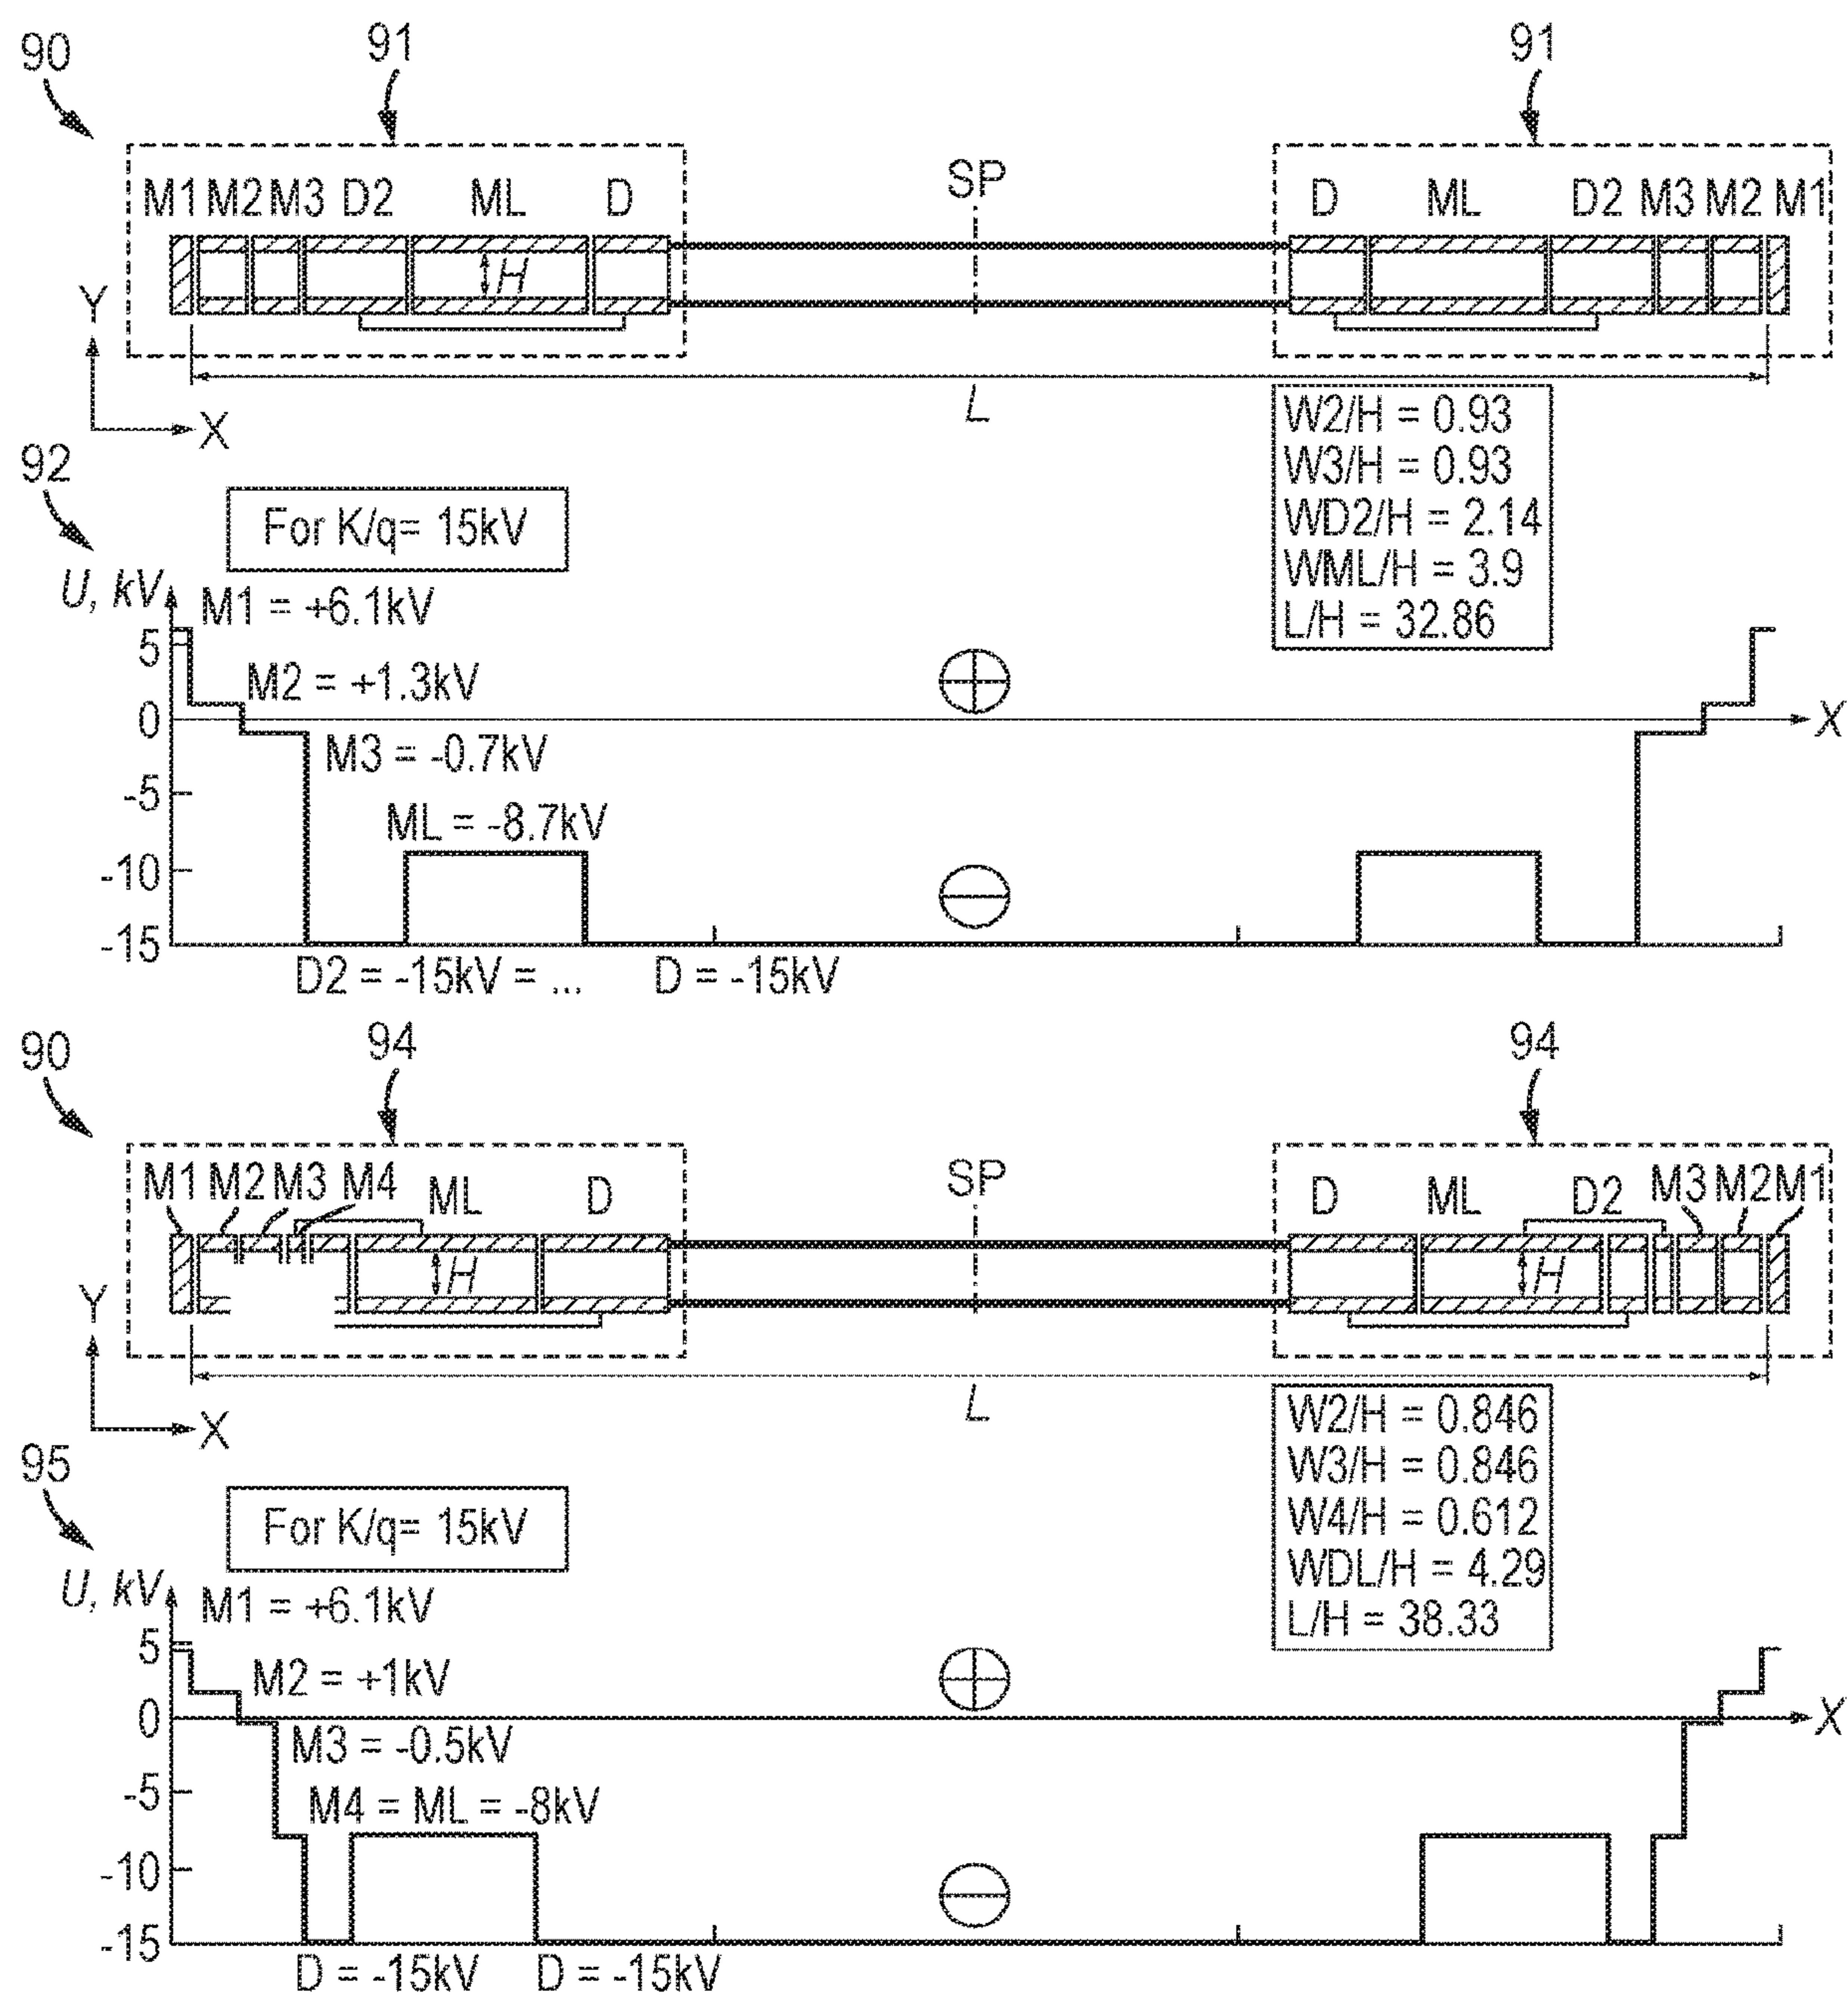 90 91 91
SP
M1 M2 M3 D2 ML D D ML D2 M3 M2 M1
H
Y
X
L
W2/H = 0.93
W3/H = 0.93
WD2/H = 2.14
WML/H = 3.9
L/H = 32.86
92
For K/q= 15kV
U, kV
M1 = +6.1kV
5
M2 = +1.3kV
0
X
M3 = -0.7kV
-5
ML = -8.7kV
-10
-15
D2 = -15kV = ... D = -15kV
90 94 94
SP
M1 M2 M3 M4 ML D D ML D2 M3 M2 M1
H H
Y
X
L
W2/H = 0.846
W3/H = 0.846
W4/H = 0.612
WDL/H = 4.29
L/H = 38.33
95
For K/q= 15kV
U, kV
M1 = +6.1kV
5
M2 = +1kV
0
X
M3 = -0.5kV
-5
M4 = ML = -8kV
-10
-15
D = -15kV D = -15kV